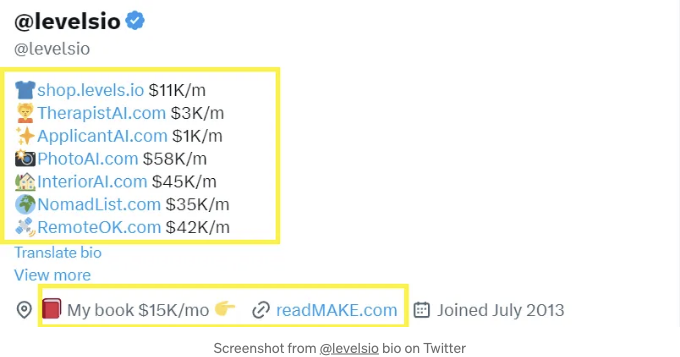 @levelsio
@levelsio
shop.levels.io $11K/m
TherapistAI.com $3K/m
ApplicantAI.com $1K/m
PhotoAI.com $58K/m
InteriorAI.com $45K/m
NomadList.com $35K/m
RemoteOK.com $42K/m
Translate bio
View more
My book $15K/mo 👉 readMAKE.com Joined July 2013
Screenshot from @levelsio bio on Twitter